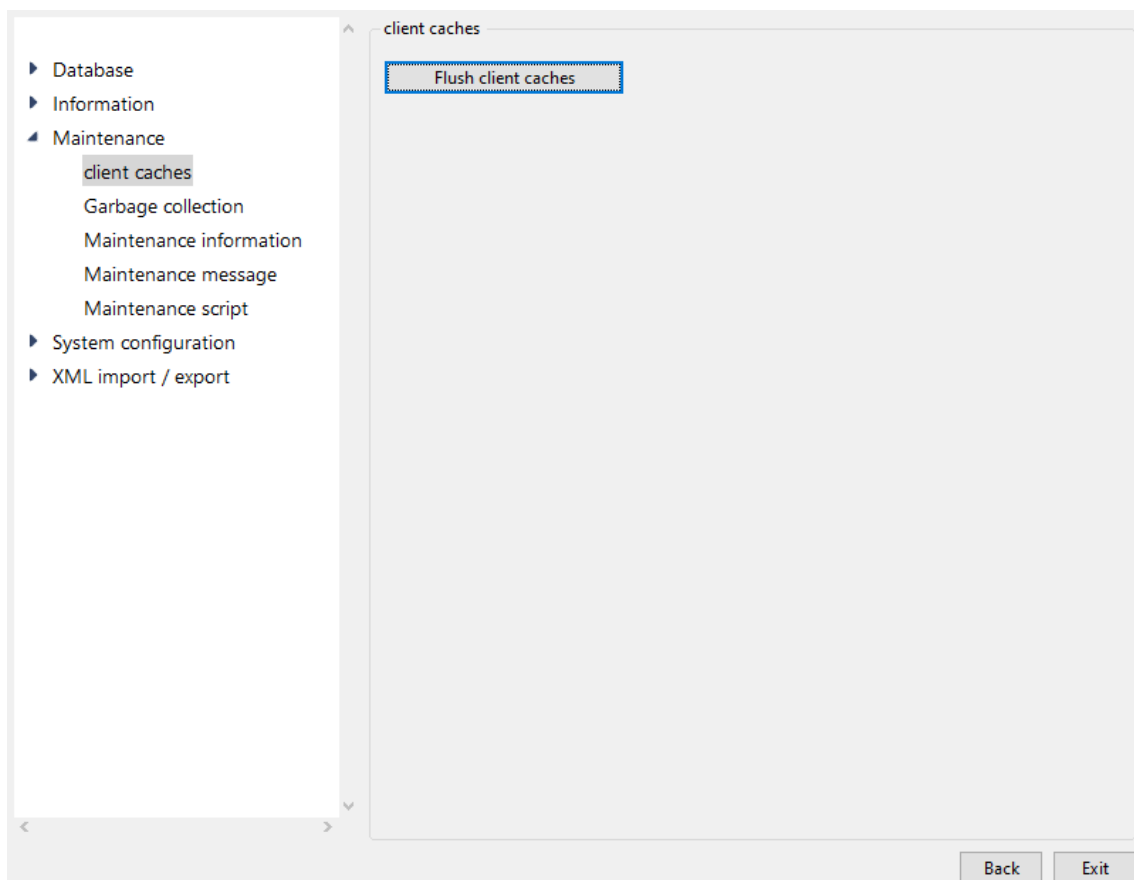 client caches
Flush client caches
Database
Information
Maintenance
client caches
Garbage collection
Maintenance information
Maintenance message
Maintenance script
System configuration
XML import / export
Back
Exit